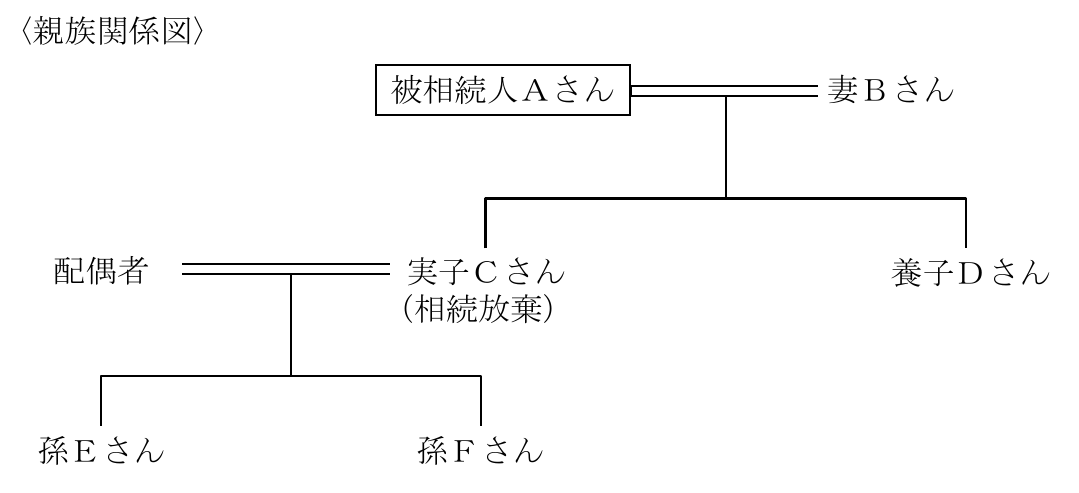 〈親族関係図〉
被相続人Aさん
妻Bさん
配偶者
実子Cさん
(相続放棄)
養子Dさん
孫Eさん
孫Fさん